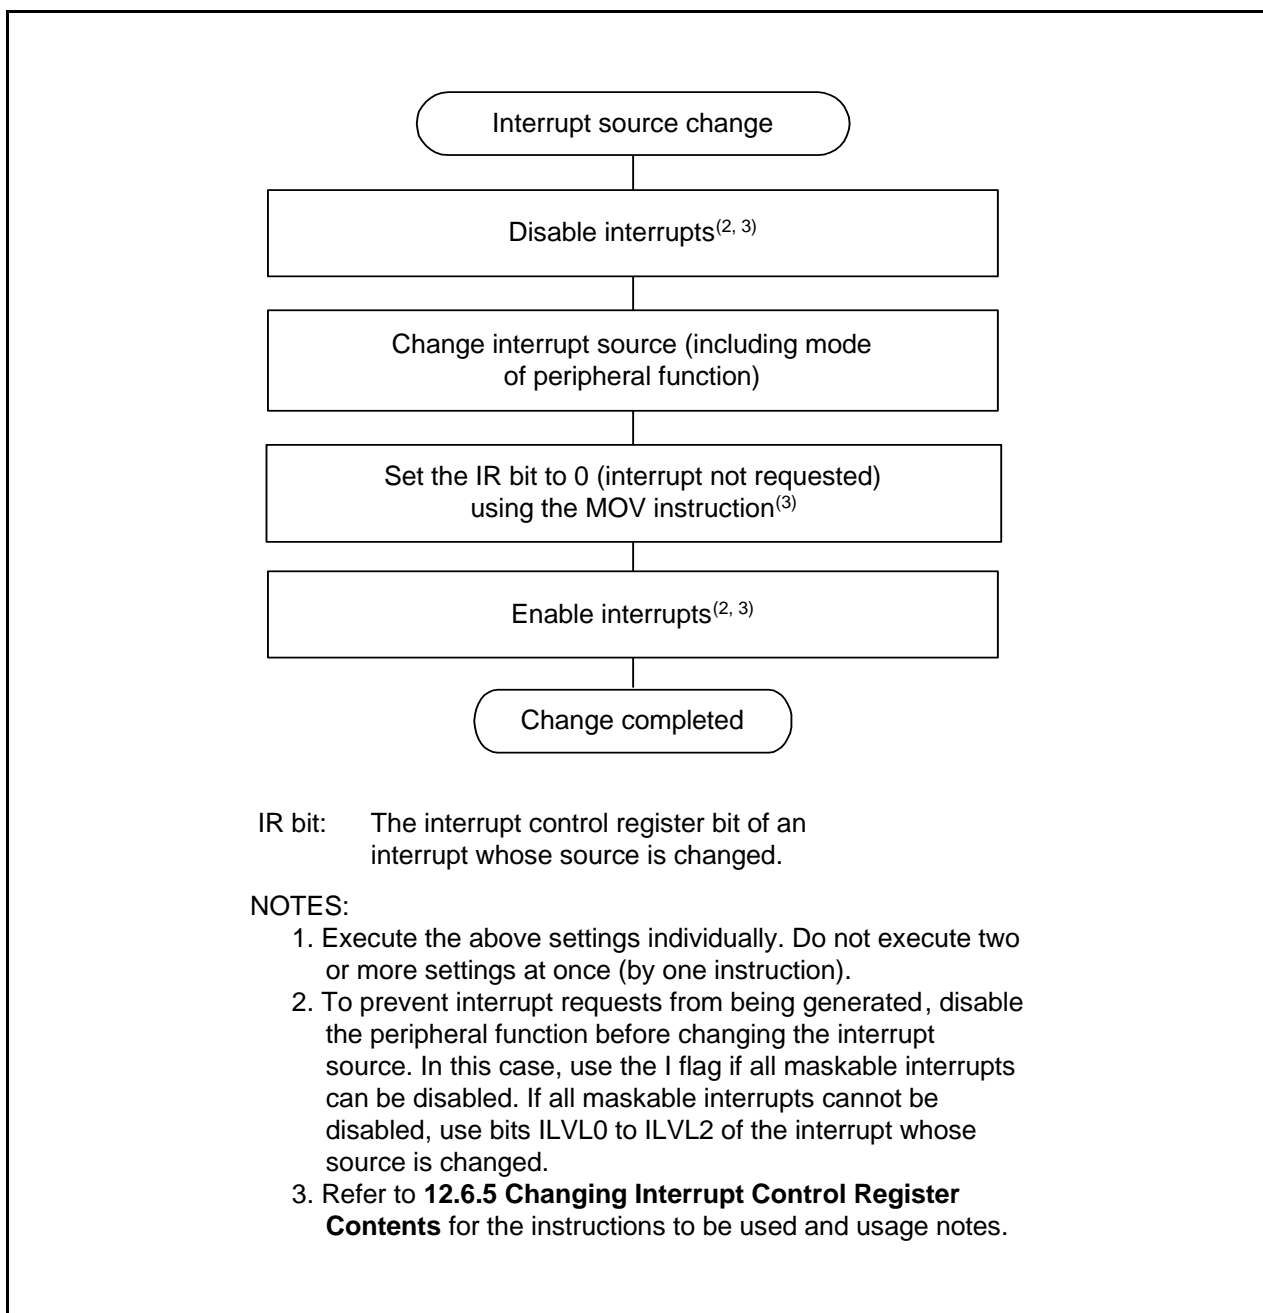 Interrupt source change
Disable interrupts(2, 3)
Change interrupt source (including mode
of peripheral function)
Set the IR bit to 0 (interrupt not requested)
using the MOV instruction(3)
Enable interrupts(2, 3)
Change completed
IR bit: The interrupt control register bit of an
interrupt whose source is changed.
NOTES:
1. Execute the above settings individually. Do not execute two
or more settings at once (by one instruction).
2. To prevent interrupt requests from being generated, disable
the peripheral function before changing the interrupt
source. In this case, use the I flag if all maskable interrupts
can be disabled. If all maskable interrupts cannot be
disabled, use bits ILVL0 to ILVL2 of the interrupt whose
source is changed.
3. Refer to 12.6.5 Changing Interrupt Control Register
Contents for the instructions to be used and usage notes.